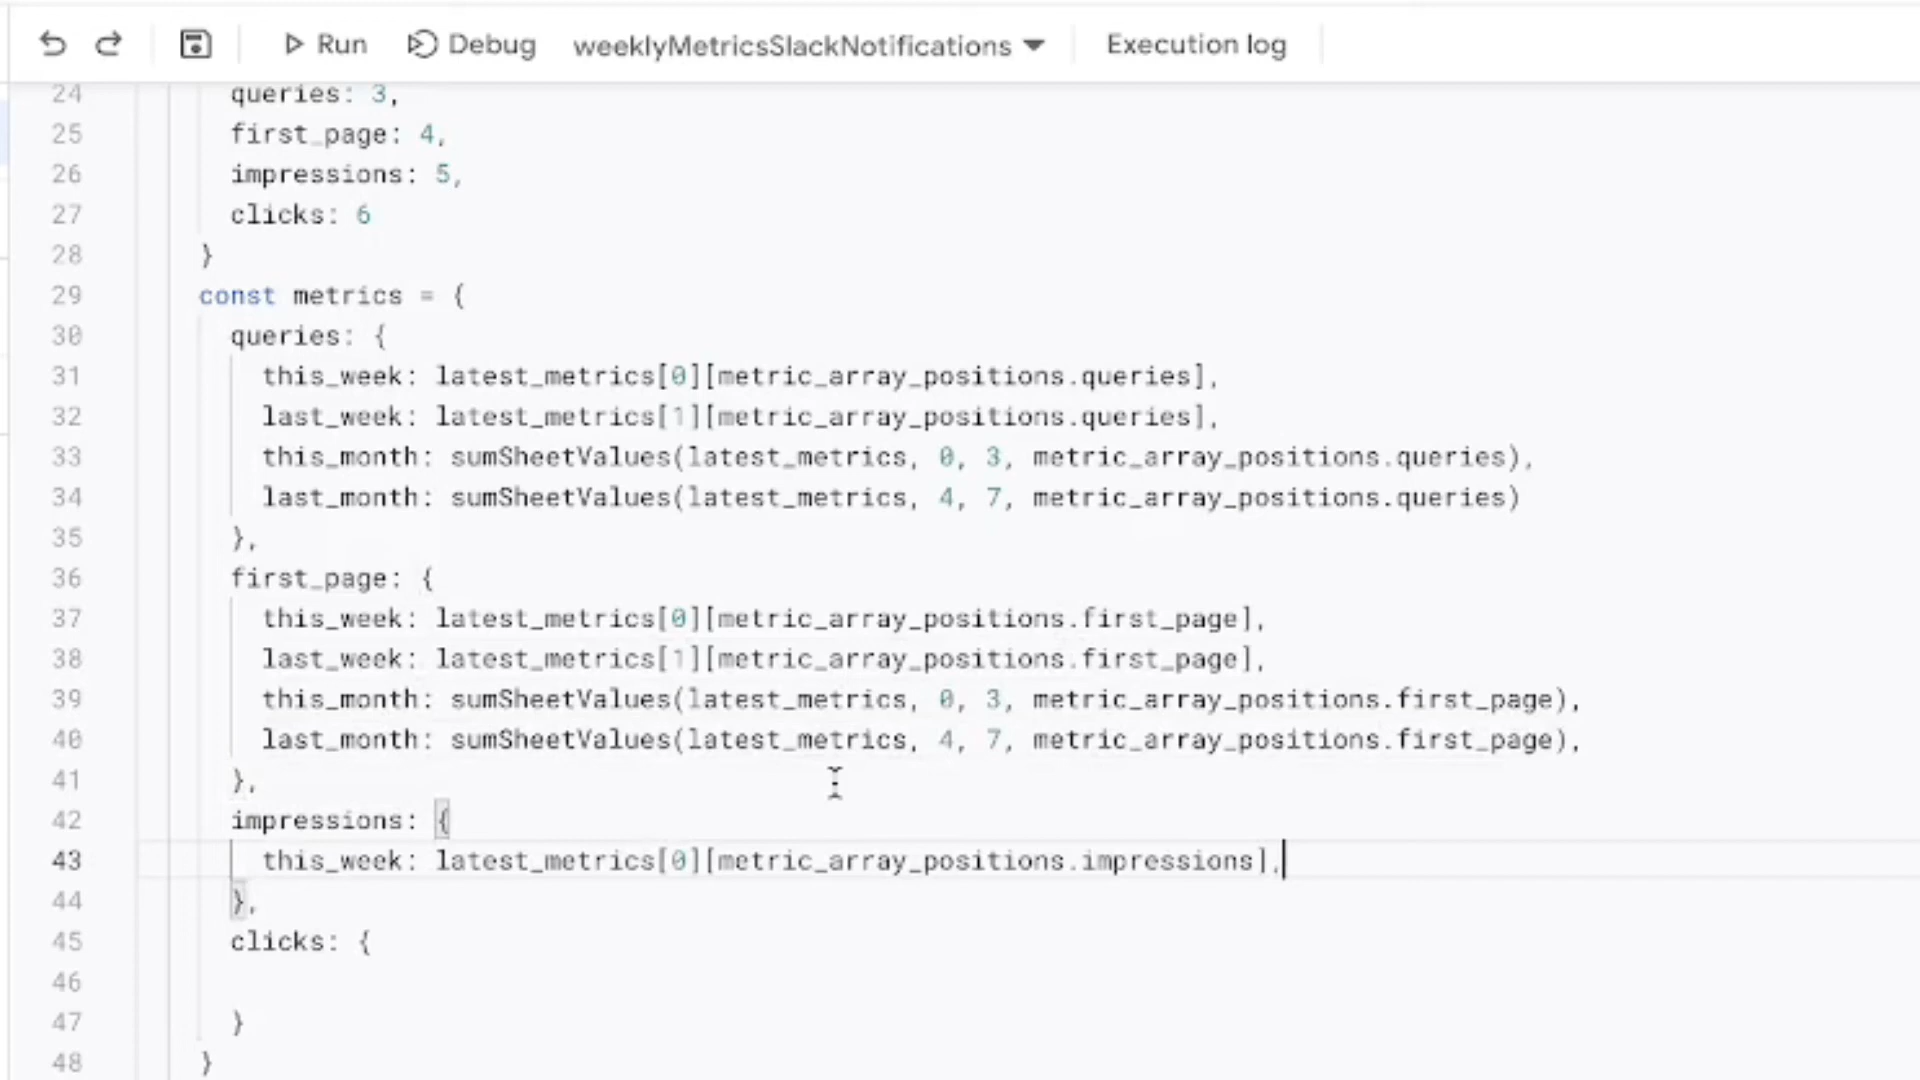 Run Debug weeklyMetricsSlackNotifications Execution log
24 queries: 3,
25 first_page: 4,
26 impressions: 5,
27 clicks: 6
28 }
29 const metrics = {
30 queries: {
31 this_week: latest_metrics[0][metric_array_positions.queries],
32 last_week: latest_metrics[1][metric_array_positions.queries],
33 this_month: sumSheetValues(latest_metrics, 0, 3, metric_array_positions.queries),
34 last_month: sumSheetValues(latest_metrics, 4, 7, metric_array_positions.queries)
35 },
36 first_page: {
37 this_week: latest_metrics[0][metric_array_positions.first_page],
38 last_week: latest_metrics[1][metric_array_positions.first_page],
39 this_month: sumSheetValues(latest_metrics, 0, 3, metric_array_positions.first_page),
40 last_month: sumSheetValues(latest_metrics, 4, 7, metric_array_positions.first_page),
41 },
42 impressions: {
43 this_week: latest_metrics[0][metric_array_positions.impressions],
44 },
45 clicks: {
46
47 }
48 }